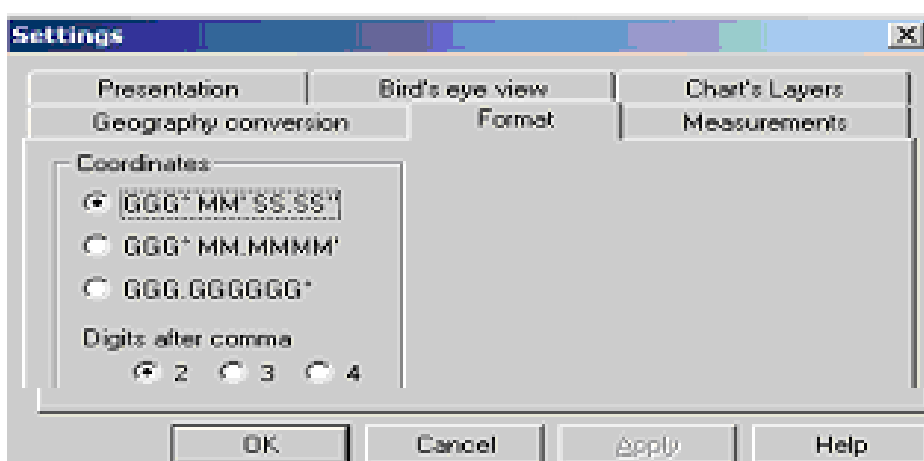 Settings
Presentation Bird's eye view Chart's Layers
Geography conversion Format Measurements
Coordinates
GGG° MM' SS.SS"
GGG° MM.MMMM'
GGG.GGGGGG°
Digits after comma
2 3 4
OK Cancel Apply Help